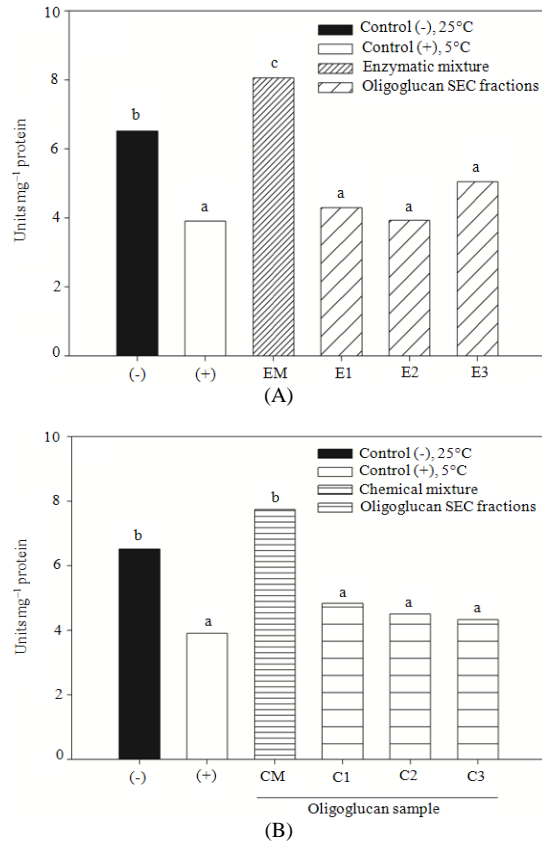 10
8
6
4
2
0
Units mg⁻¹ protein
Control (-), 25°C
Control (+), 5°C
Enzymatic mixture
Oligoglucan SEC fractions
b
a
c
a
a
a
(-)
(+)
EM
E1
E2
E3
(A)
10
8
6
4
2
0
Units mg⁻¹ protein
Control (-), 25°C
Control (+), 5°C
Chemical mixture
Oligoglucan SEC fractions
b
a
b
a
a
a
(-)
(+)
CM
C1
C2
C3
Oligoglucan sample
(B)